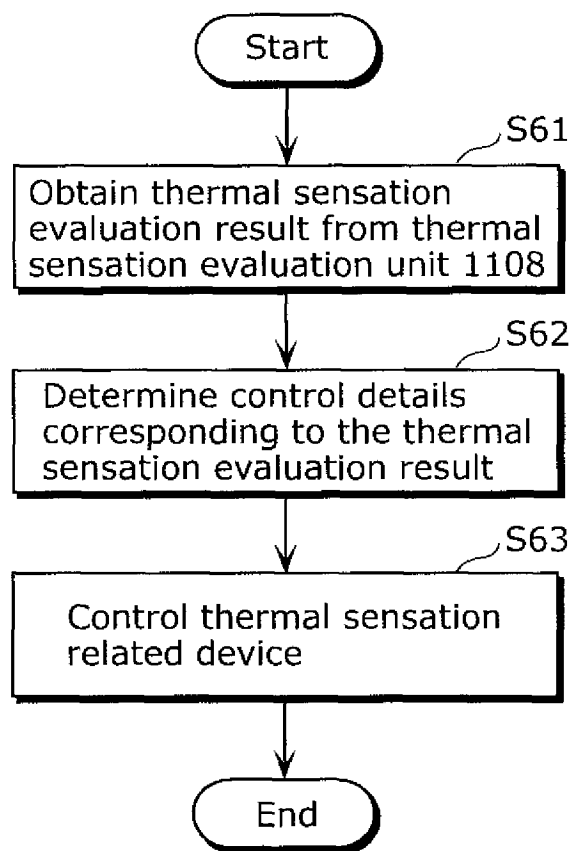 Start
S61
Obtain thermal sensation
evaluation result from thermal
sensation evaluation unit 1108
S62
Determine control details
corresponding to the thermal
sensation evaluation result
S63
Control thermal sensation
related device
End